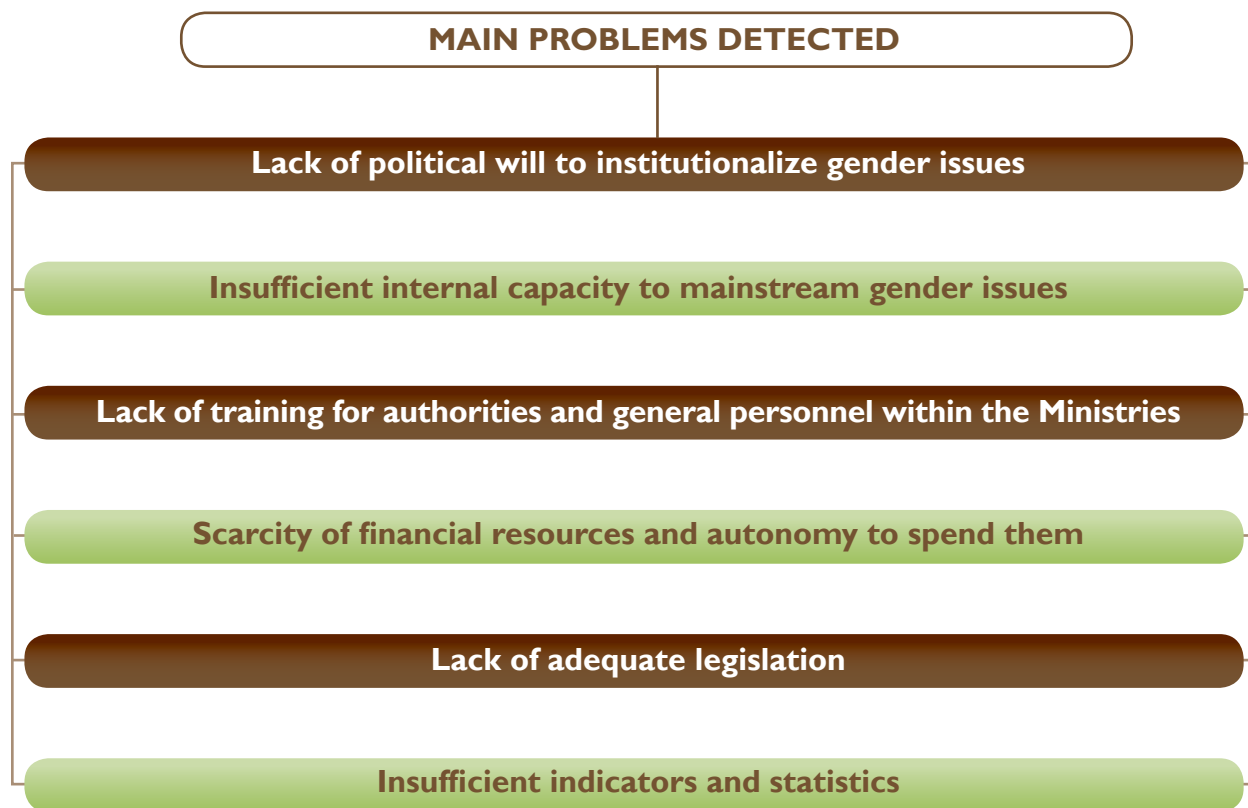 MAIN PROBLEMS DETECTED
Lack of political will to institutionalize gender issues
Insufficient internal capacity to mainstream gender issues
Lack of training for authorities and general personnel within the Ministries
Scarcity of financial resources and autonomy to spend them
Lack of adequate legislation
Insufficient indicators and statistics